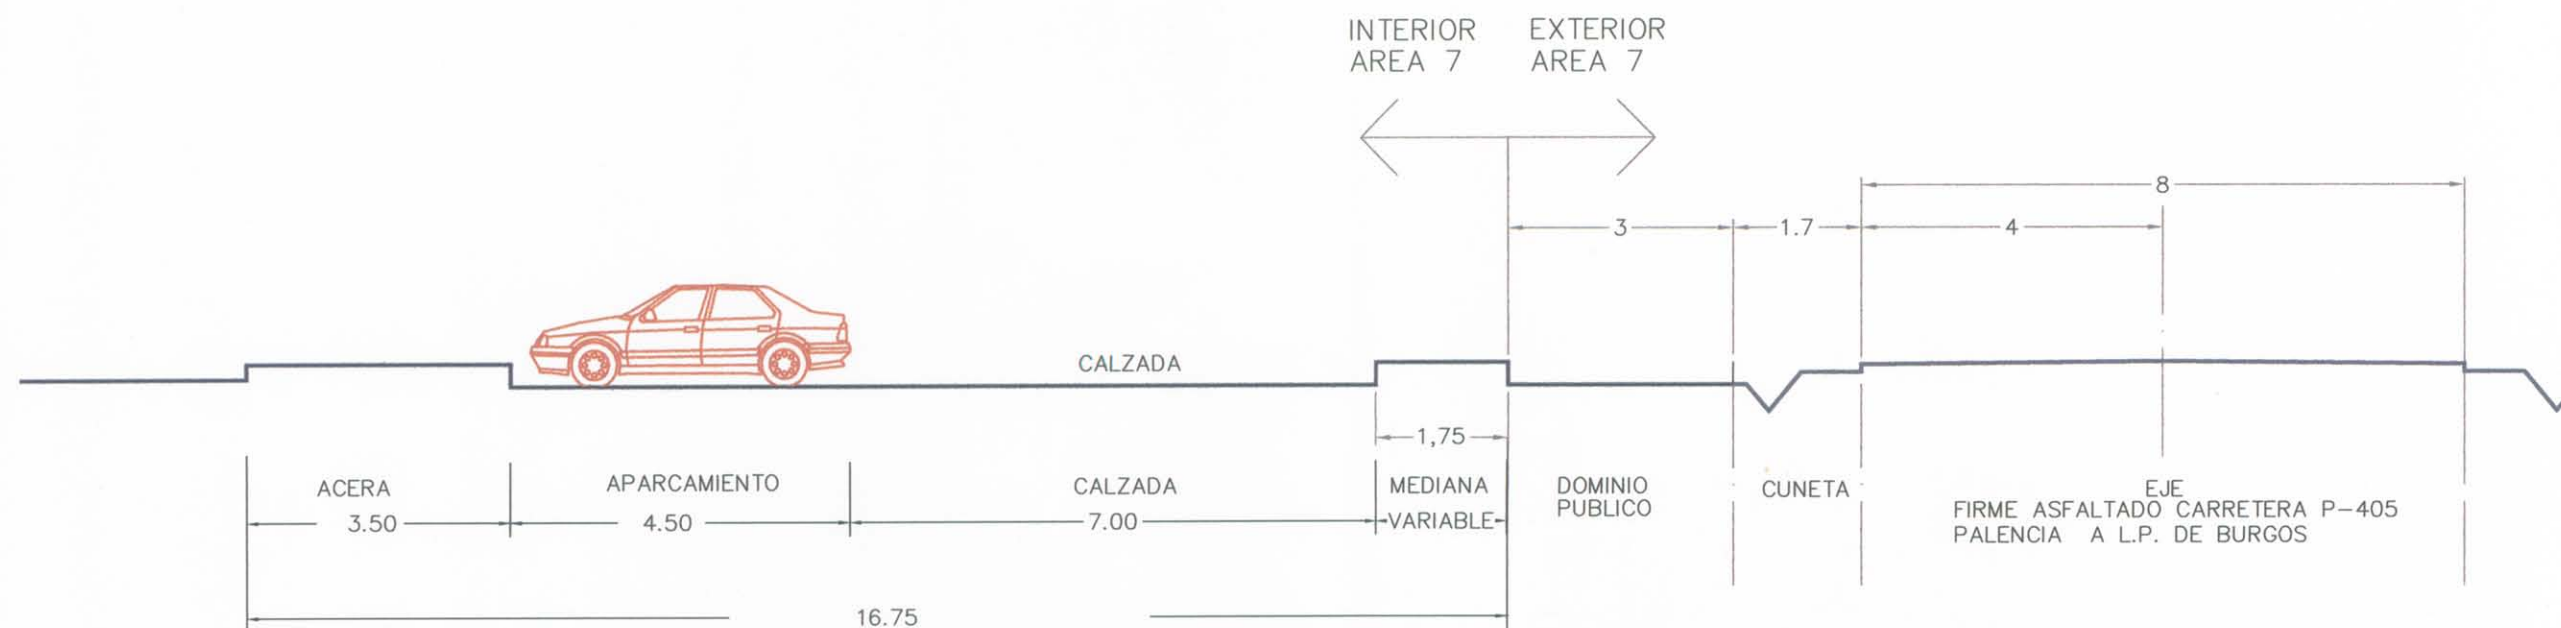 INTERIOR EXTERIOR
AREA 7 AREA 7
8
3 1.7 4
CALZADA
1,75
ACERA APARCAMIENTO CALZADA MEDIANA DOMINIO PUBLICO CUNETA EJE
3.50 4.50 7.00 VARIABLE
FIRME ASFALTADO CARRETERA P-405
PALENCIA A L.P. DE BURGOS
16.75